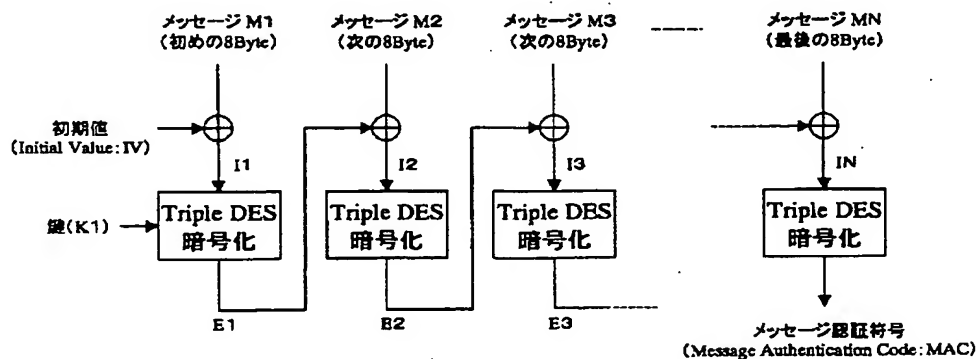 メッセージ M1
(初めの8Byte)
メッセージ M2
(次の8Byte)
メッセージ M3
(次の8Byte)
メッセージ MN
(最後の8Byte)
初期値
(Initial Value:IV)
I1
I2
I3
IN
鍵(K1)
Triple DES
暗号化
Triple DES
暗号化
Triple DES
暗号化
Triple DES
暗号化
E1
E2
E3
メッセージ認証符号
(Message Authentication Code:MAC)